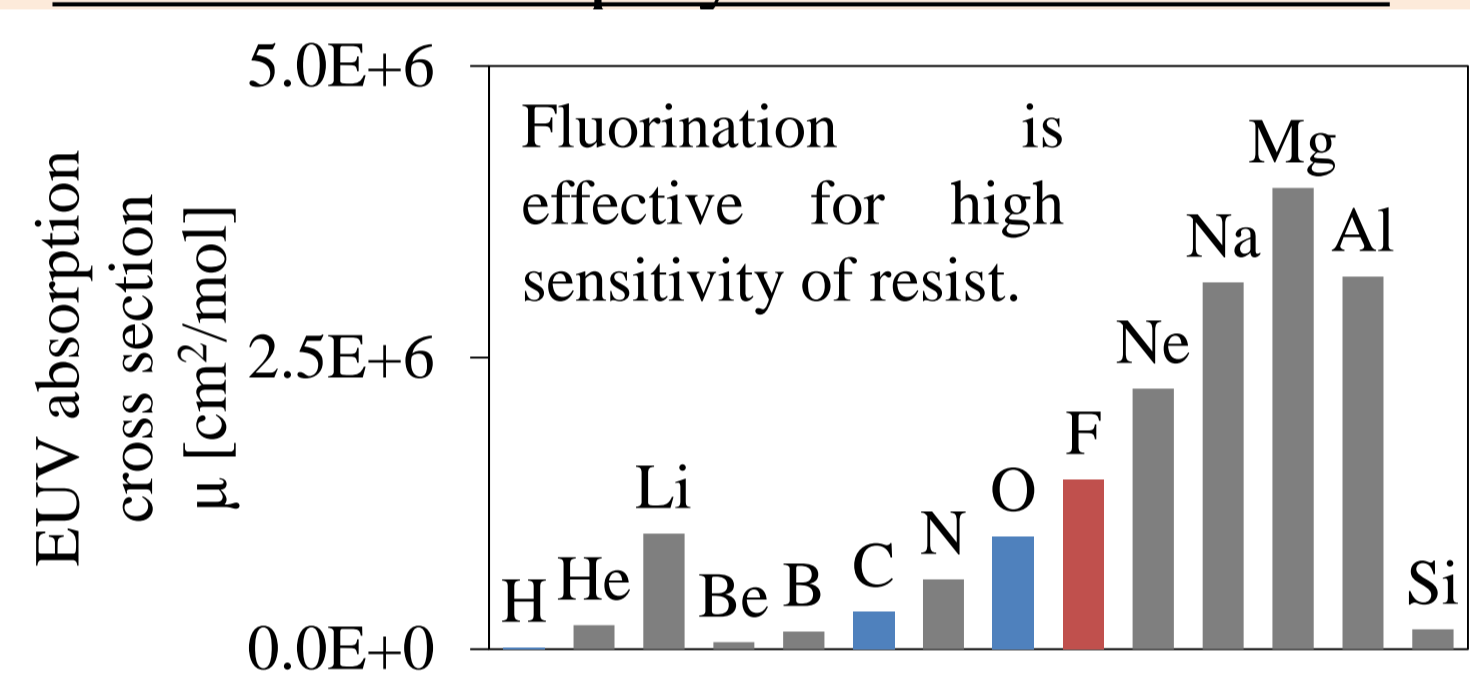 5.0E+6
2.5E+6
0.0E+0
EUV absorption
cross section
μ [cm²/mol]
Fluorination is
effective for high
sensitivity of resist.
H
He
Li
Be
B
C
N
O
F
Ne
Na
Mg
Al
Si